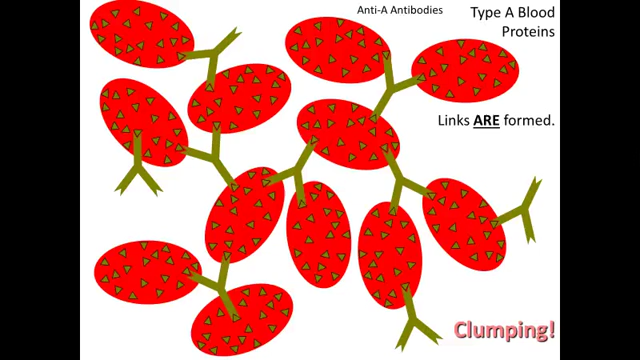 Anti-A Antibodies
Type A Blood
Proteins
Links ARE formed.
Clumping!